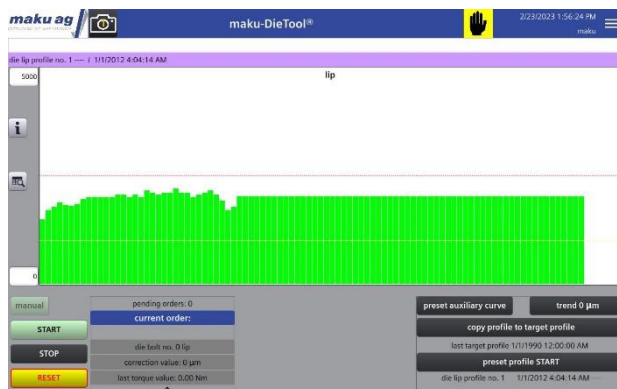 maku ag
maku-DieTool®
2/23/2023 1:56:24 PM
maku
die lip profile no. 1 ---- / 1/1/2012 4:04:14 AM
5000
lip
i
0
manual
pending orders: 0
preset auxiliary curve
trend 0 µm
current order:
START
copy profile to target profile
die bolt no. 0 lip
last target profile 1/1/1990 12:00:00 AM
STOP
correction value: 0 µm
preset profile START
RESET
last torque value: 0.00 Nm
die lip profile no. 1 1/1/2012 4:04:14 AM ----